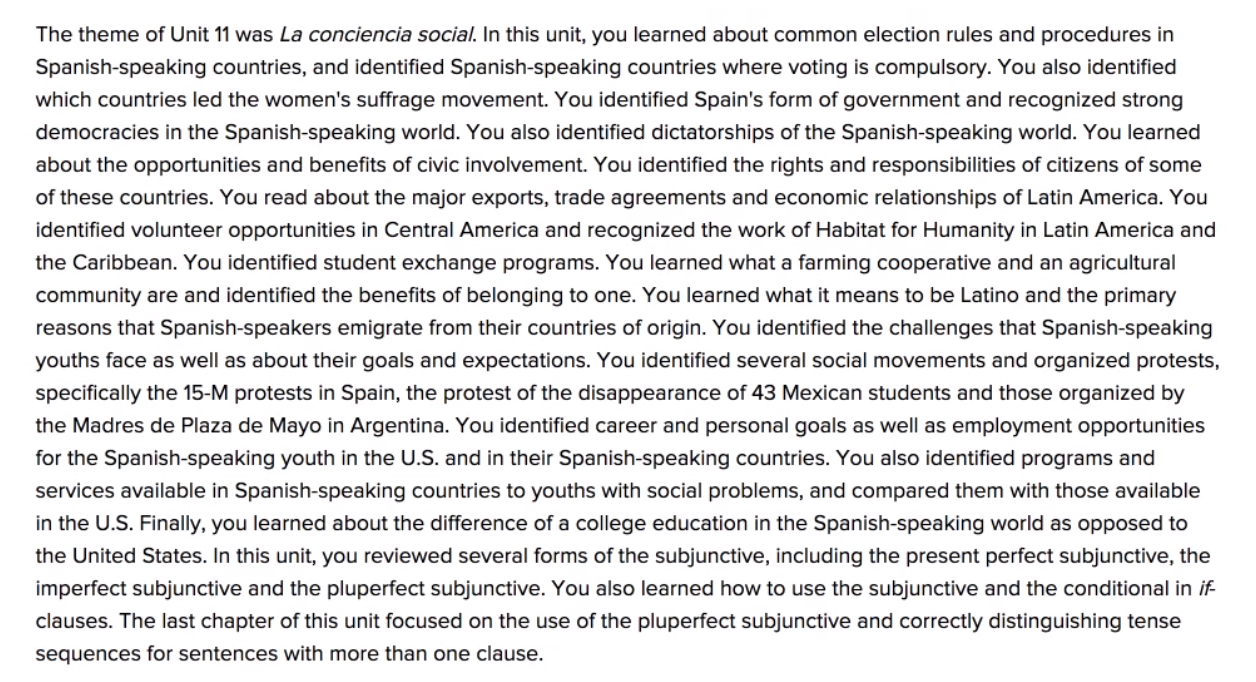 The theme of Unit 11 was La conciencia social. In this unit, you learned about common election rules and procedures in
Spanish-speaking countries, and identified Spanish-speaking countries where voting is compulsory. You also identified
which countries led the women's suffrage movement. You identified Spain's form of government and recognized strong
democracies in the Spanish-speaking world. You also identified dictatorships of the Spanish-speaking world. You learned
about the opportunities and benefits of civic involvement. You identified the rights and responsibilities of citizens of some
of these countries. You read about the major exports, trade agreements and economic relationships of Latin America. You
identified volunteer opportunities in Central America and recognized the work of Habitat for Humanity in Latin America and
the Caribbean. You identified student exchange programs. You learned what a farming cooperative and an agricultural
community are and identified the benefits of belonging to one. You learned what it means to be Latino and the primary
reasons that Spanish-speakers emigrate from their countries of origin. You identified the challenges that Spanish-speaking
youths face as well as about their goals and expectations. You identified several social movements and organized protests,
specifically the 15-M protests in Spain, the protest of the disappearance of 43 Mexican students and those organized by
the Madres de Plaza de Mayo in Argentina. You identified career and personal goals as well as employment opportunities
for the Spanish-speaking youth in the U.S. and in their Spanish-speaking countries. You also identified programs and
services available in Spanish-speaking countries to youths with social problems, and compared them with those available
in the U.S. Finally, you learned about the difference of a college education in the Spanish-speaking world as opposed to
the United States. In this unit, you reviewed several forms of the subjunctive, including the present perfect subjunctive, the
imperfect subjunctive and the pluperfect subjunctive. You also learned how to use the subjunctive and the conditional in if-
clauses. The last chapter of this unit focused on the use of the pluperfect subjunctive and correctly distinguishing tense
sequences for sentences with more than one clause.